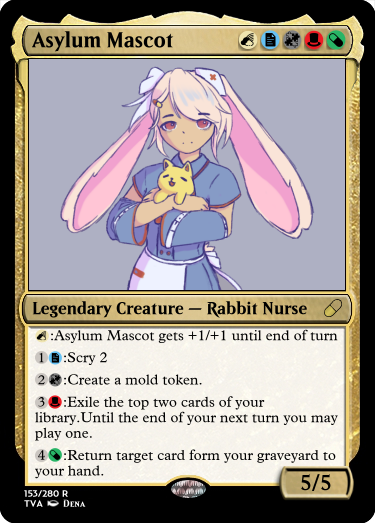 Asylum Mascot
Legendary Creature — Rabbit Nurse
:Asylum Mascot gets +1/+1 until end of turn
1 :Scry 2
2 :Create a mold token.
3 :Exile the top two cards of your
library.Until the end of your next turn you may
play one.
4 :Return target card form your graveyard to
your hand.
5/5
153/280 R
TVA Dena